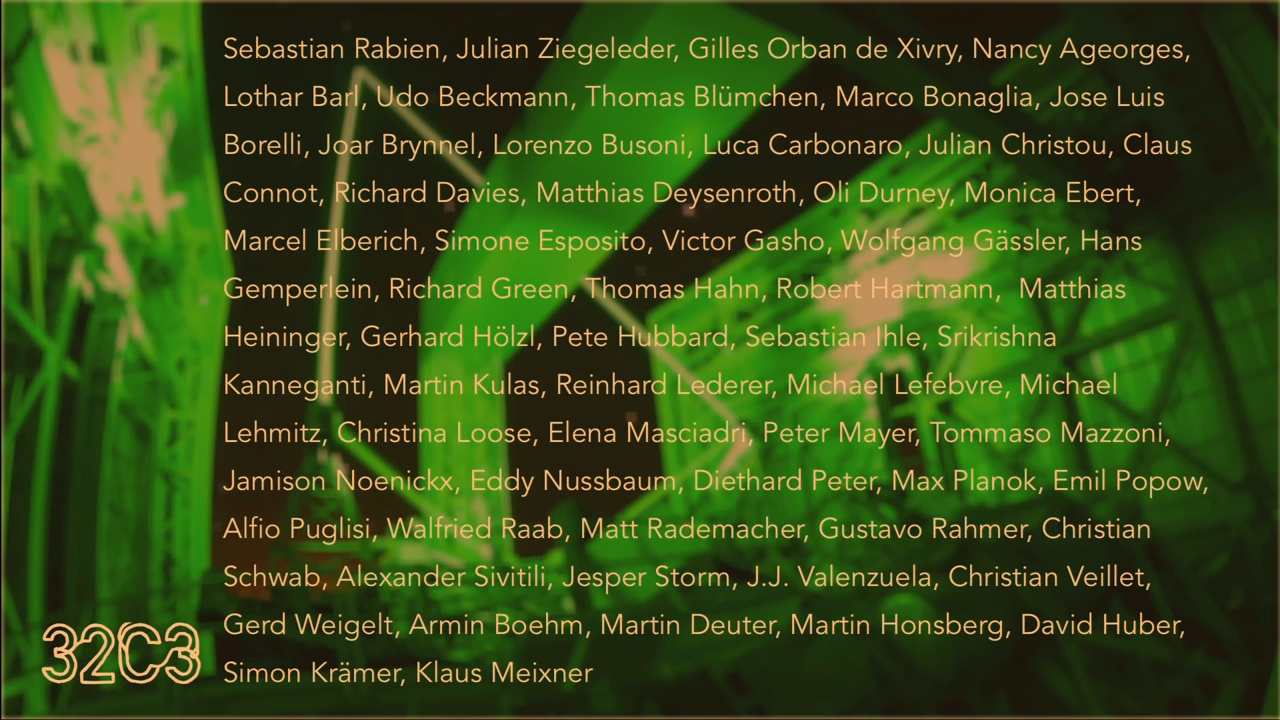 Sebastian Rabien, Julian Ziegeleder, Gilles Orban de Xivry, Nancy Ageorges,
Lothar Barl, Udo Beckmann, Thomas Blümchen, Marco Bonaglia, Jose Luis
Borelli, Joar Brynnel, Lorenzo Busoni, Luca Carbonaro, Julian Christou, Claus
Connot, Richard Davies, Matthias Deysenroth, Oli Durney, Monica Ebert,
Marcel Elberich, Simone Esposito, Victor Gasho, Wolfgang Gässler, Hans
Gemperlein, Richard Green, Thomas Hahn, Robert Hartmann,  Matthias
Heininger, Gerhard Hölzl, Pete Hubbard, Sebastian Ihle, Srikrishna
Kanneganti, Martin Kulas, Reinhard Lederer, Michael Lefebvre, Michael
Lehmitz, Christina Loose, Elena Masciadri, Peter Mayer, Tommaso Mazzoni,
Jamison Noenickx, Eddy Nussbaum, Diethard Peter, Max Planok, Emil Popow,
Alfio Puglisi, Walfried Raab, Matt Rademacher, Gustavo Rahmer, Christian
Schwab, Alexander Sivitili, Jesper Storm, J.J. Valenzuela, Christian Veillet,
Gerd Weigelt, Armin Boehm, Martin Deuter, Martin Honsberg, David Huber,
Simon Krämer, Klaus Meixner
32C3